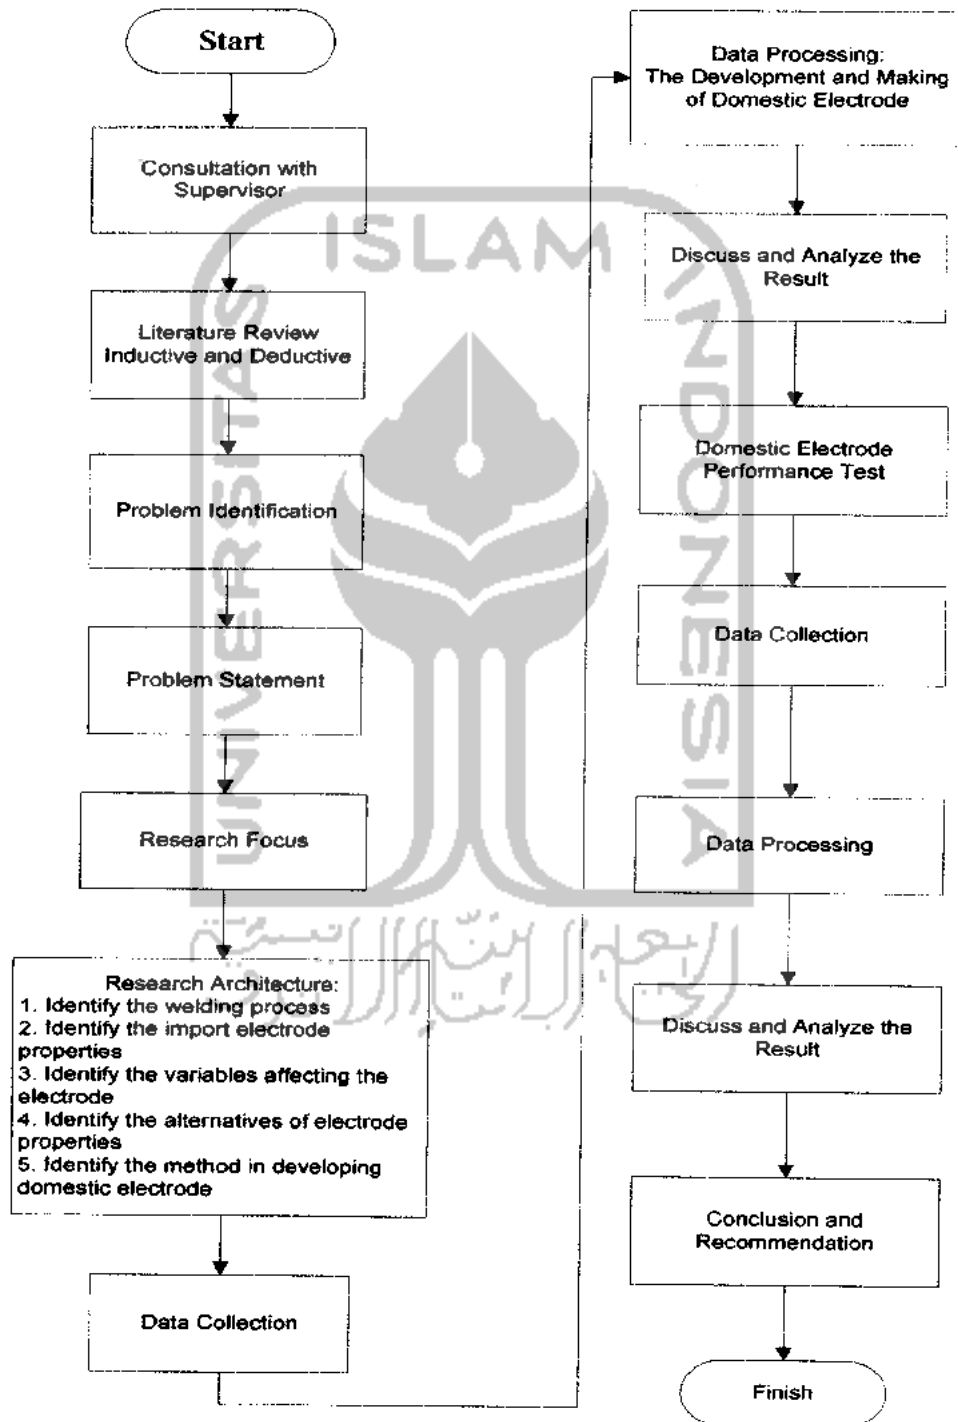 Start
Consultation with
Supervisor
Literature Review
Inductive and Deductive
Problem Identification
Problem Statement
Research Focus
Research Architecture:
1. Identify the welding process
2. Identify the import electrode
properties
3. Identify the variables affecting the
electrode
4. Identify the alternatives of electrode
properties
5. Identify the method in developing
domestic electrode
Data Collection
Data Processing:
The Development and Making
of Domestic Electrode
Discuss and Analyze the
Result
Domestic Electrode
Performance Test
Data Collection
Data Processing
Discuss and Analyze the
Result
Conclusion and
Recommendation
Finish
UNIVERSITAS
ISLAM
INDONESIA